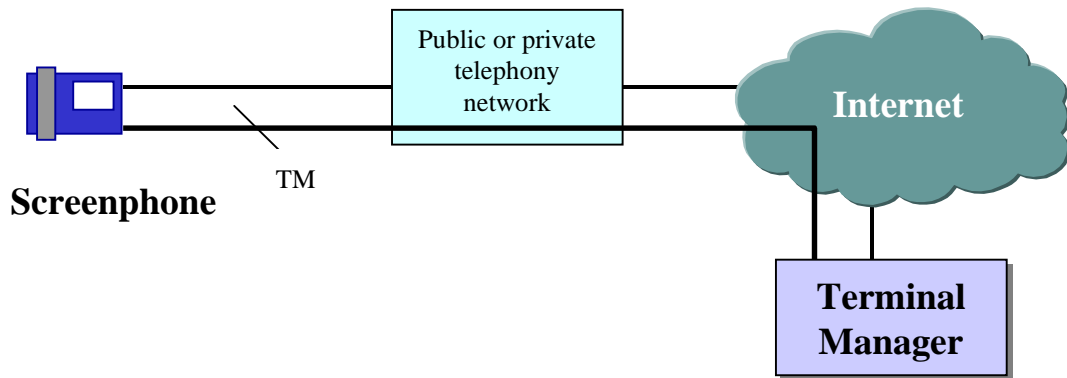 Public or private
telephony
network
Internet
TM
Screenphone
Terminal
Manager